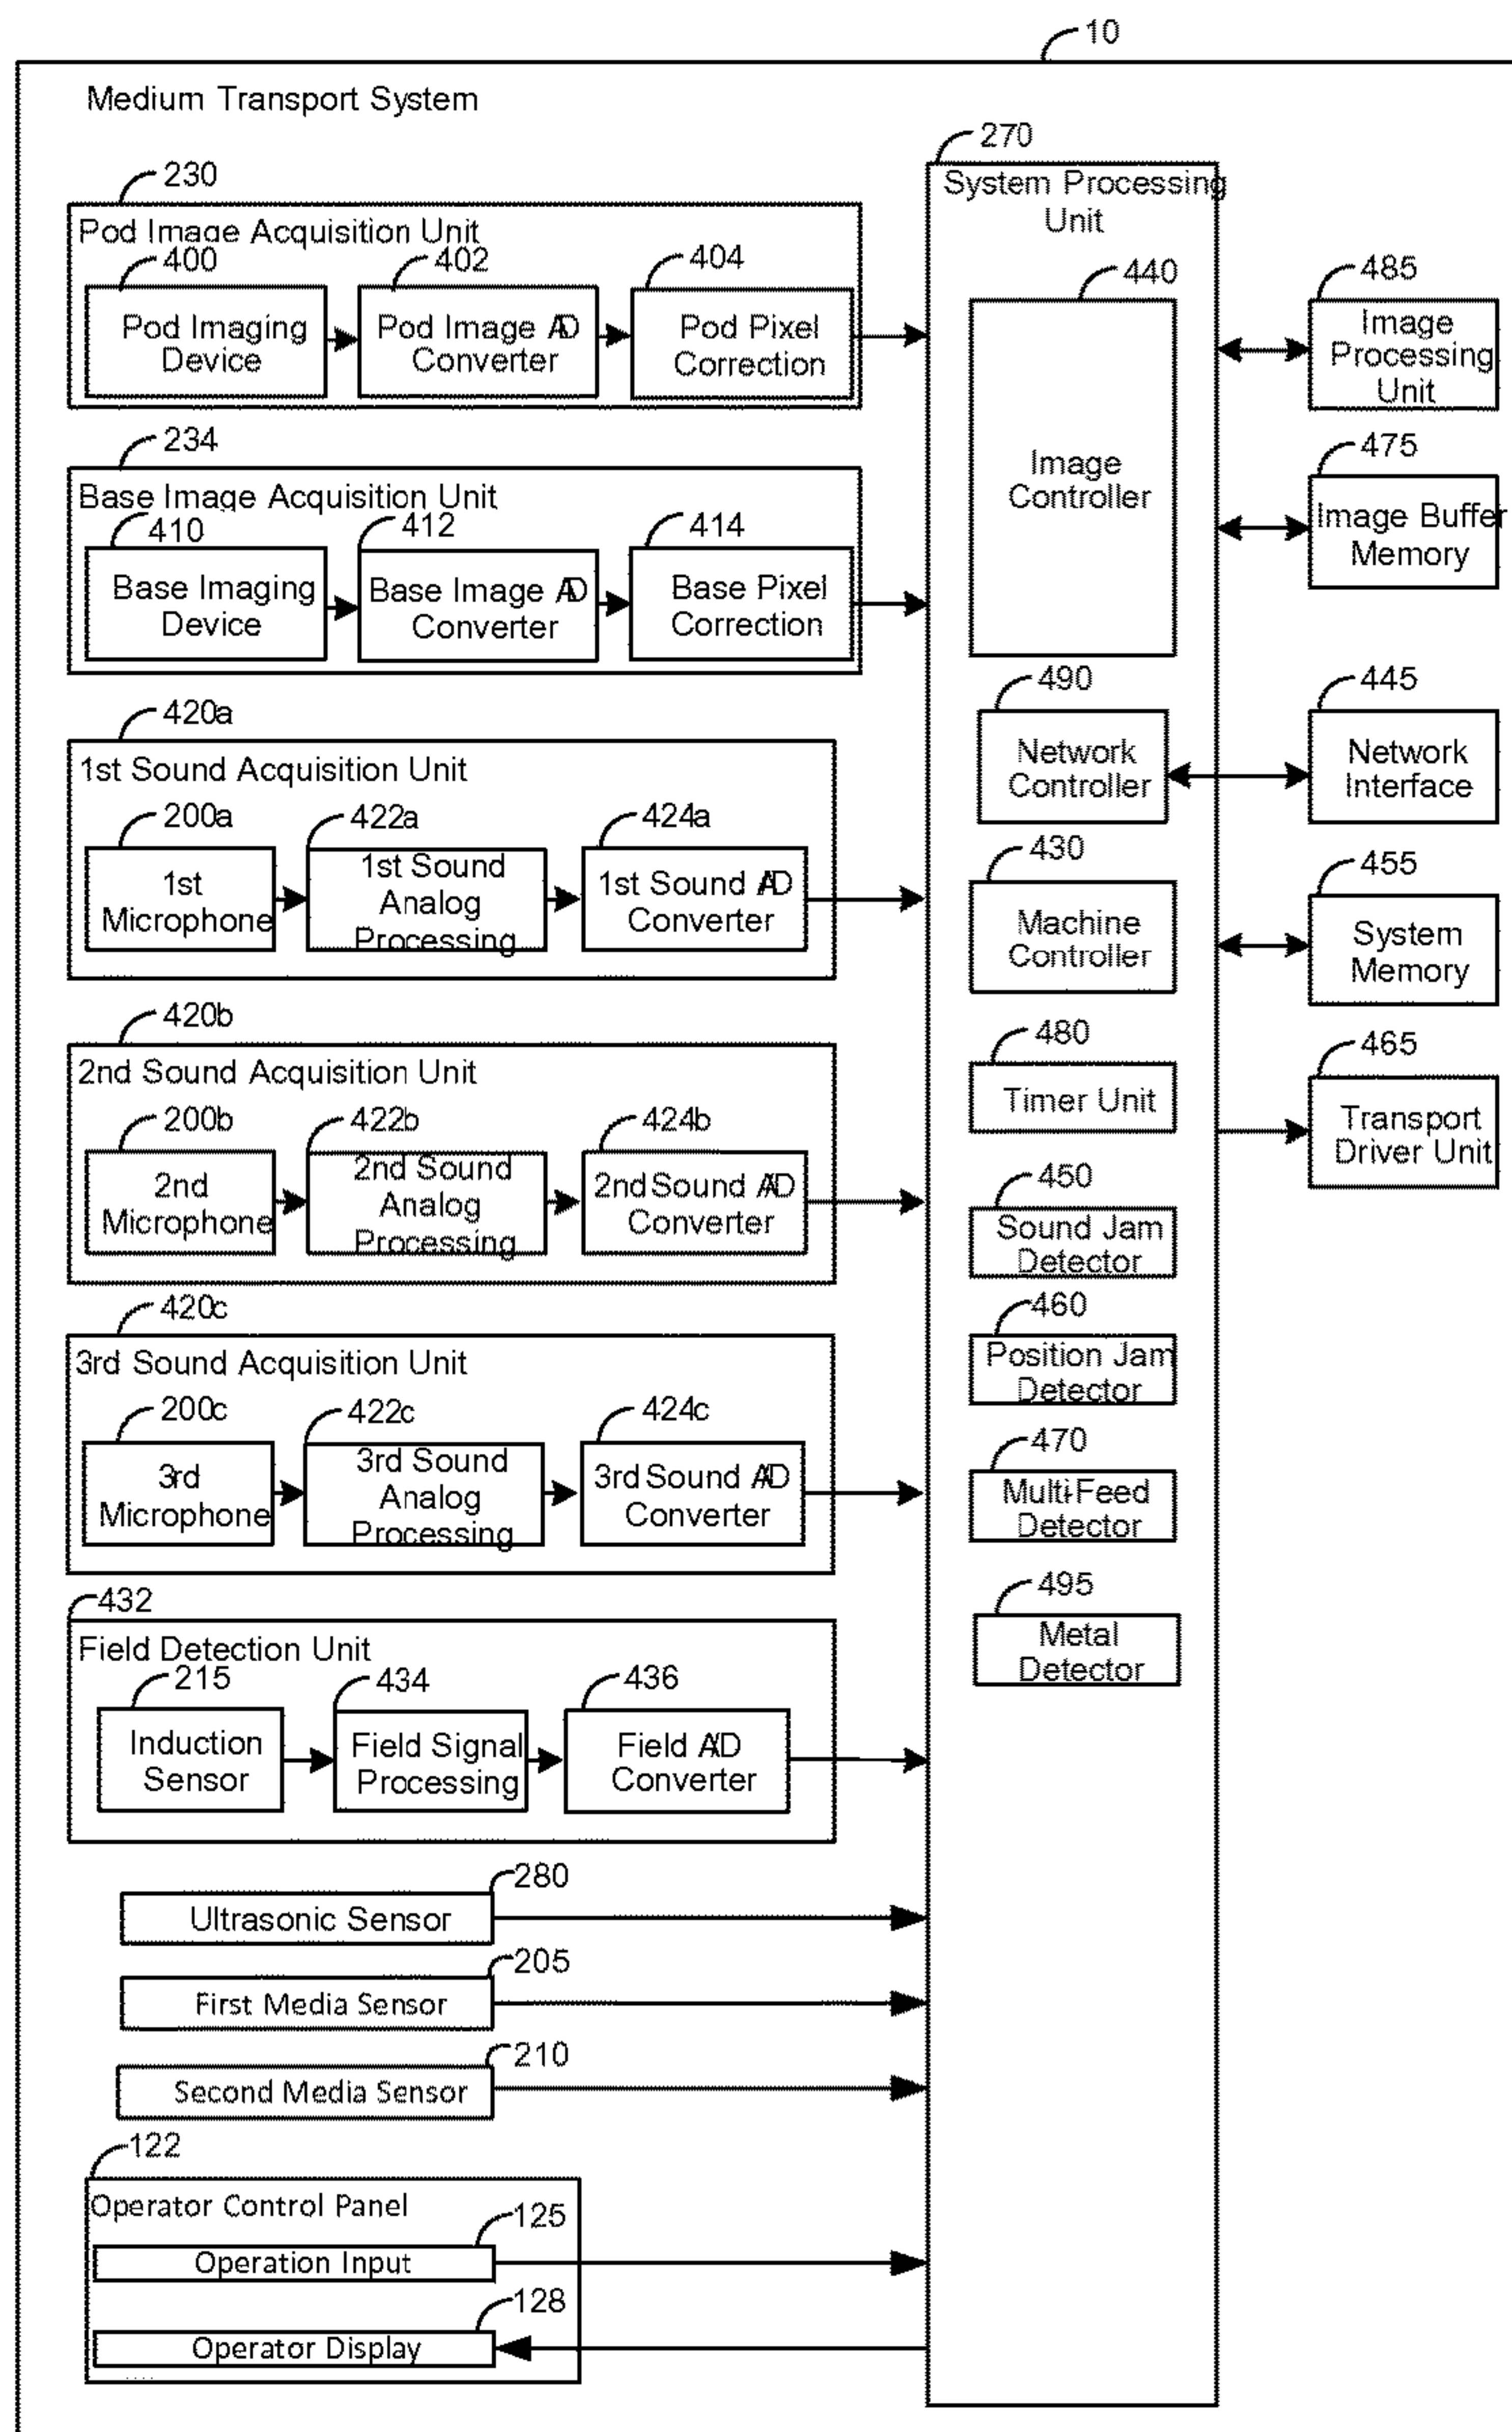 10
Medium Transport System
230
Pod Image Acquisition Unit
400
402
404
Pod Imaging
Device
Pod Image A/D
Converter
Pod Pixel
Correction
234
Base Image Acquisition Unit
410
412
414
Base Imaging
Device
Base Image A/D
Converter
Base Pixel
Correction
420a
1st Sound Acquisition Unit
200a
422a
424a
1st
Microphone
1st Sound
Analog
Processing
1st Sound A/D
Converter
420b
2nd Sound Acquisition Unit
200b
422b
424b
2nd
Microphone
2nd Sound
Analog
Processing
2nd Sound A/D
Converter
420c
3rd Sound Acquisition Unit
200c
422c
424c
3rd
Microphone
3rd Sound
Analog
Processing
3rd Sound A/D
Converter
432
Field Detection Unit
215
434
436
Induction
Sensor
Field Signal
Processing
Field A/D
Converter
280
Ultrasonic Sensor
205
First Media Sensor
210
Second Media Sensor
122
Operator Control Panel
125
Operation Input
128
Operator Display
270
System Processing
Unit
440
Image
Controller
490
Network
Controller
430
Machine
Controller
480
Timer Unit
450
Sound Jam
Detector
460
Position Jam
Detector
470
Multi-Feed
Detector
495
Metal
Detector
485
Image
Processing
Unit
475
Image Buffer
Memory
445
Network
Interface
455
System
Memory
465
Transport
Driver Unit